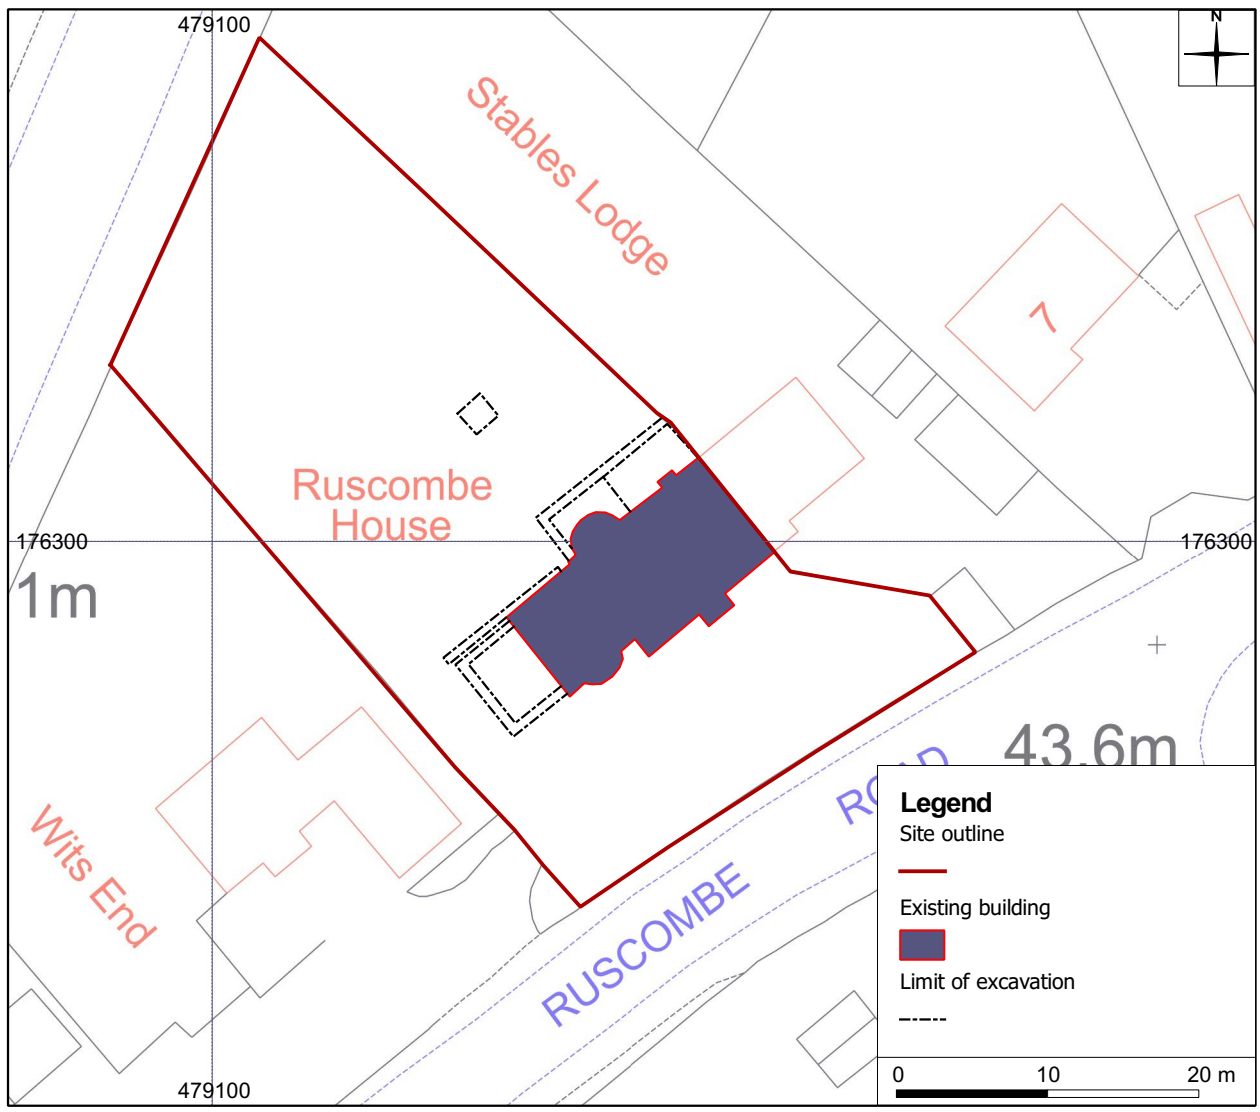 479100
N
Stables Lodge
7
Ruscombe
House
176300
176300
1m
43.6m
ROAD
RUSCOMBE
Wits End
Legend
Site outline
Existing building
Limit of excavation
0 10 20 m
479100